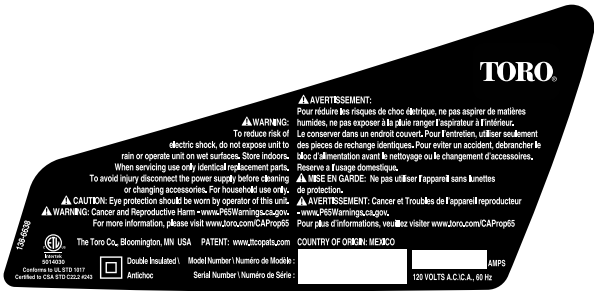 TORO®
⚠ WARNING:
To reduce risk of
electric shock, do not expose unit to
rain or operate unit on wet surfaces. Store indoors.
When servicing use only identical replacement parts.
To avoid injury disconnect the power supply before cleaning
or changing accessories. For household use only.
⚠ CAUTION: Eye protection should be worn by operator of this unit.
⚠ WARNING: Cancer and Reproductive Harm - www.P65Warnings.ca.gov.
For more information, please visit www.toro.com/CAProp65
⚠ AVERTISSEMENT:
Pour réduire les risques de choc életrique, ne pas aspirer de matières
humides, ne pas exposer à la pluie ranger l'aspirateur à l'intérieur.
Le conserver dans un endroit couvert. Pour l'entretien, utiliser seulement
des pieces de rechange identiques. Pour eviter un accident, debrancher le
bloc d'alimentation avant le nettoyage ou le changement d'accessoires.
Reserve a l'usage domestique.
⚠ MISE EN GARDE: Ne pas utiliser l'appareil sans lunettes
de protection.
⚠ AVERTISSEMENT: Cancer et Troubles de l'appareil reproducteur
- www.P65Warnings.ca.gov.
Pour plus d'informations, veuillez visiter www.toro.com/CAProp65
138-6638
The Toro Co., Bloomington, MN USA PATENT: www.ttcopats.com COUNTRY OF ORIGIN: MEXICO
ETL
Intertek
5014030
Conforms to UL STD 1017
Certified to CSA STD C22.2 #243
Double Insulated \
Antichoc
Model Number \ Numéro de Modèle :
Serial Number \ Numéro de Série :
AMPS
120 VOLTS A.C.\C.A., 60 Hz